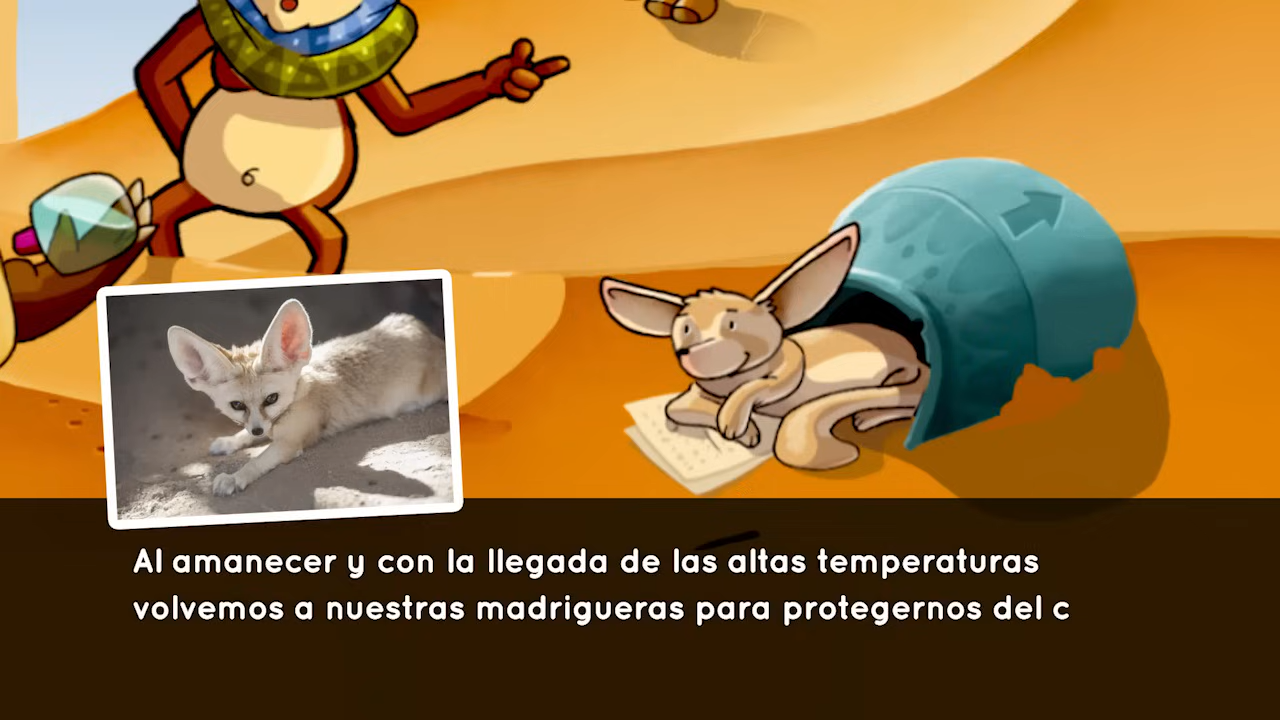 Al amanecer y con la llegada de las altas temperaturas
volvemos a nuestras madrigueras para protegernos del c